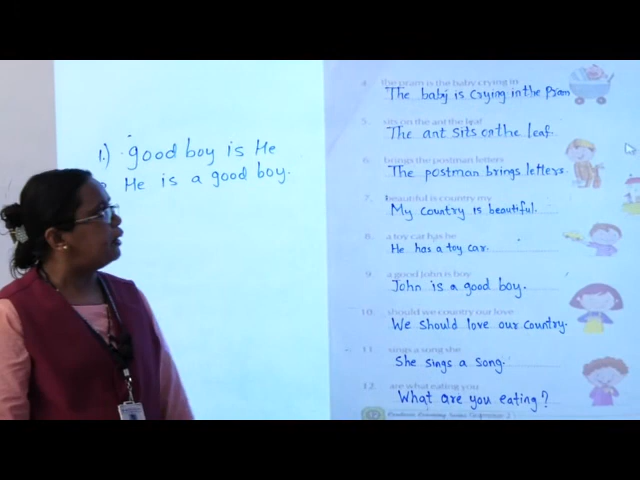 1.) good boy is He
He is a good boy.
4. the pram is the baby crying in
The baby is crying in the pram
5. sits on the ant the leaf
The ant sits on the leaf.
6. brings the postman letters
The postman brings letters.
7. beautiful is country my
My country is beautiful.
8. a toy car has he
He has a toy car.
9. a good John is boy
John is a good boy.
10. should we country our love
We should love our country.
11. sings a song she
She sings a song.
12. are what eating you
What are you eating?